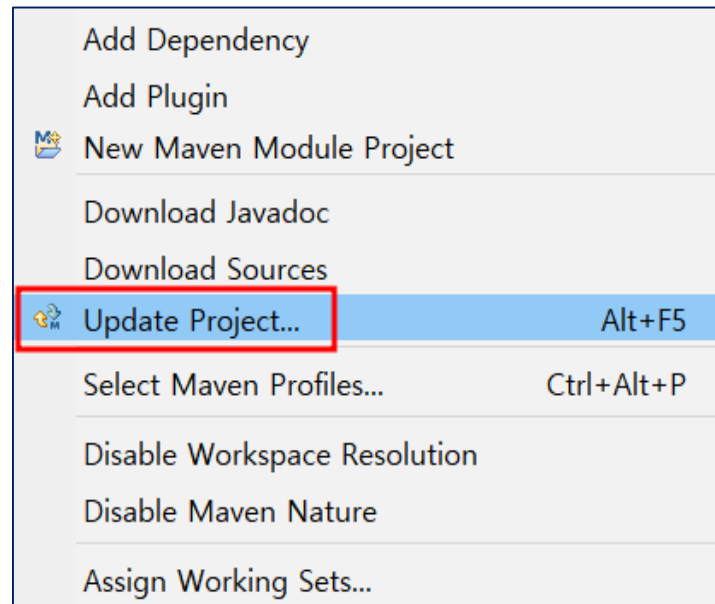 Add Dependency
Add Plugin
New Maven Module Project
Download Javadoc
Download Sources
Update Project... Alt+F5
Select Maven Profiles... Ctrl+Alt+P
Disable Workspace Resolution
Disable Maven Nature
Assign Working Sets...